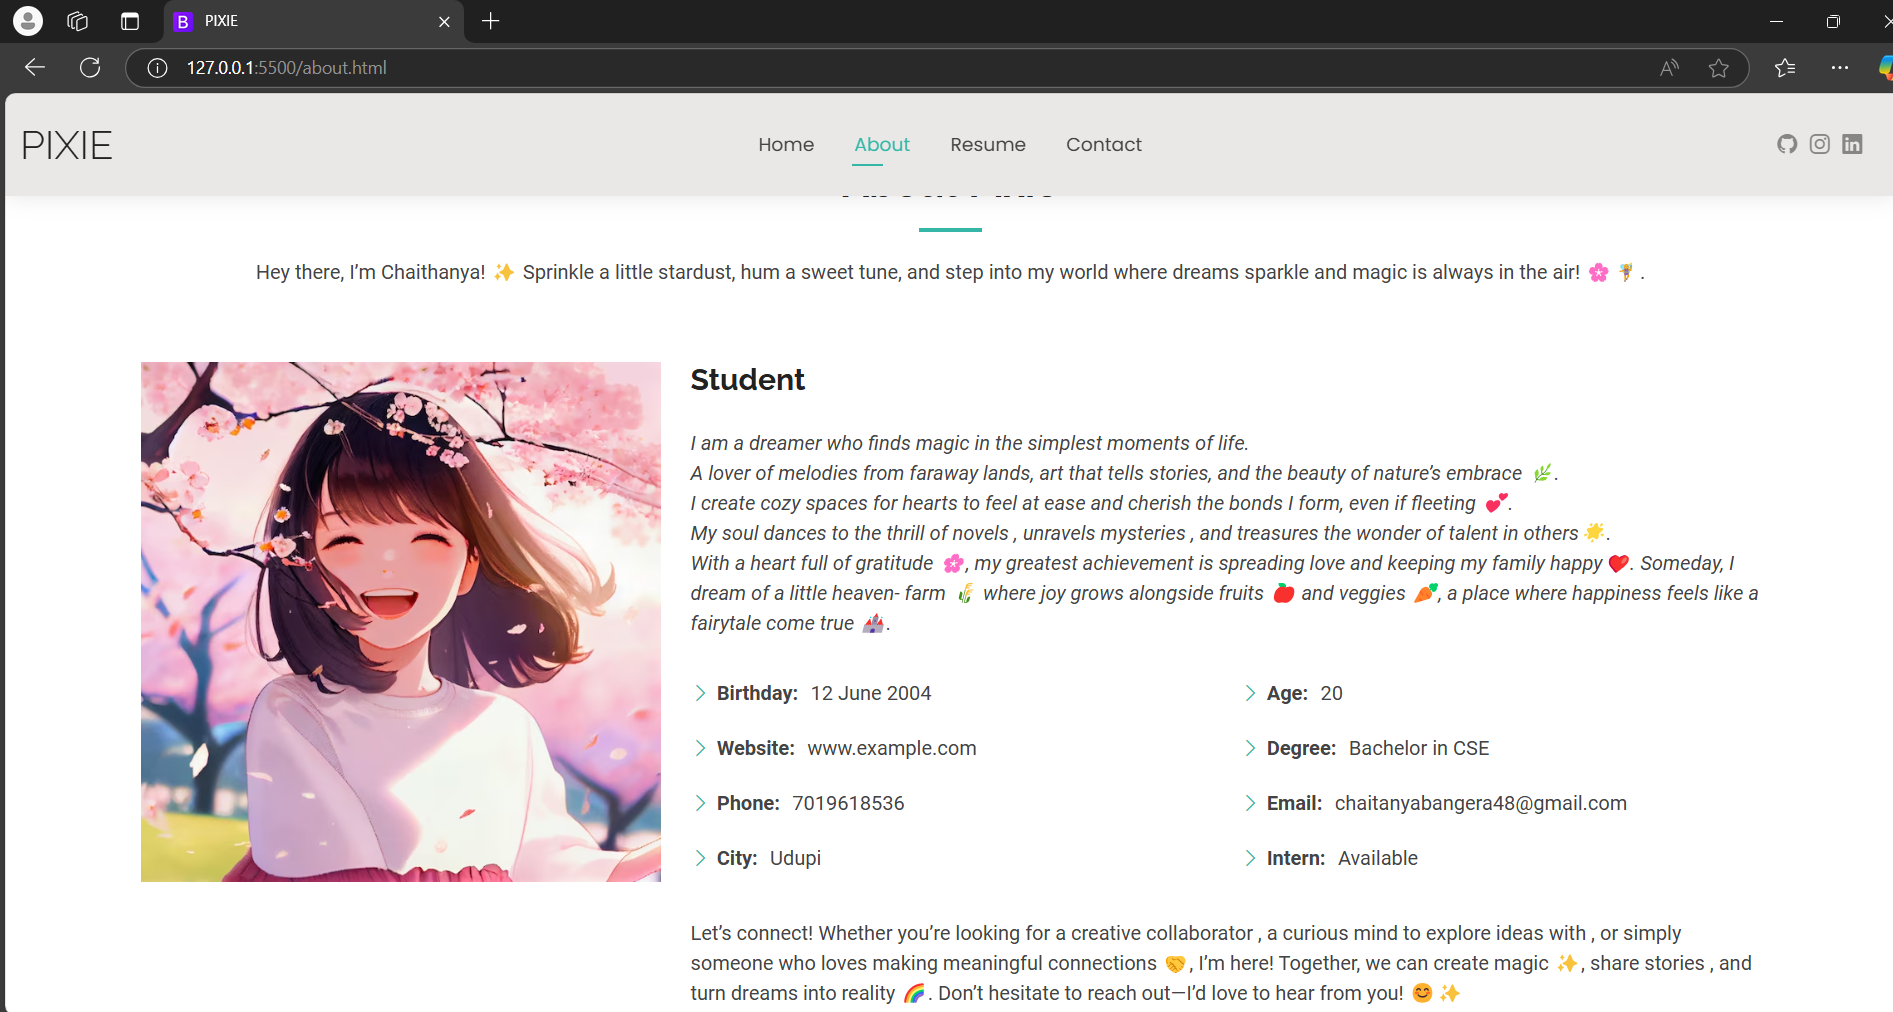 PIXIE
127.0.0.1:5500/about.html
PIXIE
Home About Resume Contact
Hey there, I’m Chaithanya! ✨ Sprinkle a little stardust, hum a sweet tune, and step into my world where dreams sparkle and magic is always in the air! 🌸 🧚 .
Student
I am a dreamer who finds magic in the simplest moments of life.
A lover of melodies from faraway lands, art that tells stories, and the beauty of nature’s embrace 🌿 .
I create cozy spaces for hearts to feel at ease and cherish the bonds I form, even if fleeting 💕 .
My soul dances to the thrill of novels , unravels mysteries , and treasures the wonder of talent in others 🌟 .
With a heart full of gratitude 🌸 , my greatest achievement is spreading love and keeping my family happy ❤️ . Someday, I
dream of a little heaven- farm 🌾 where joy grows alongside fruits 🍎 and veggies 🥕 , a place where happiness feels like a
fairytale come true 🏰 .
Birthday: 12 June 2004
Age: 20
Website: www.example.com
Degree: Bachelor in CSE
Phone: 7019618536
Email: chaitanyabangera48@gmail.com
City: Udupi
Intern: Available
Let’s connect! Whether you’re looking for a creative collaborator , a curious mind to explore ideas with , or simply
someone who loves making meaningful connections 🤝 , I’m here! Together, we can create magic ✨ , share stories , and
turn dreams into reality 🌈 . Don’t hesitate to reach out—I’d love to hear from you! 😊 ✨